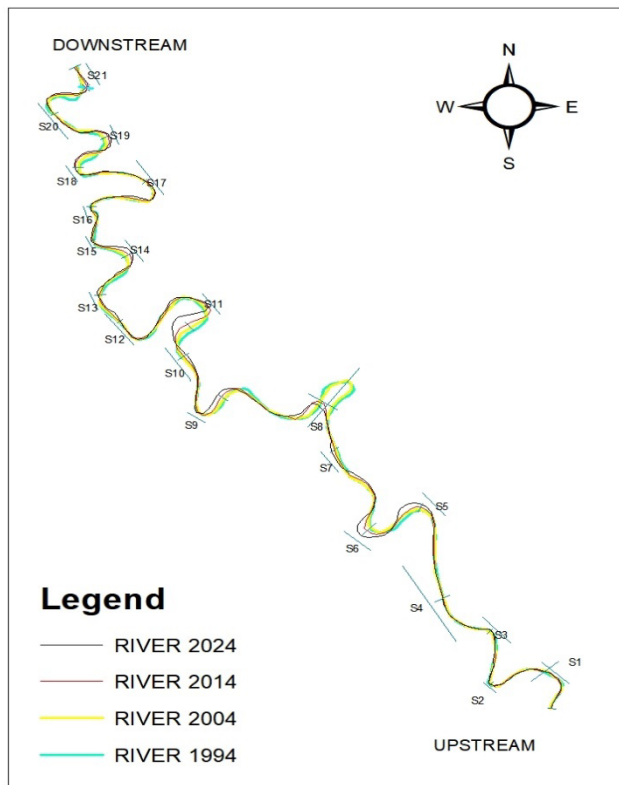 DOWNSTREAM
N
W
E
S
S21
S20
S19
S18
S17
S16
S15
S14
S13
S12
S11
S10
S9
S8
S7
S6
S5
S4
S3
S2
S1
Legend
RIVER 2024
RIVER 2014
RIVER 2004
RIVER 1994
UPSTREAM